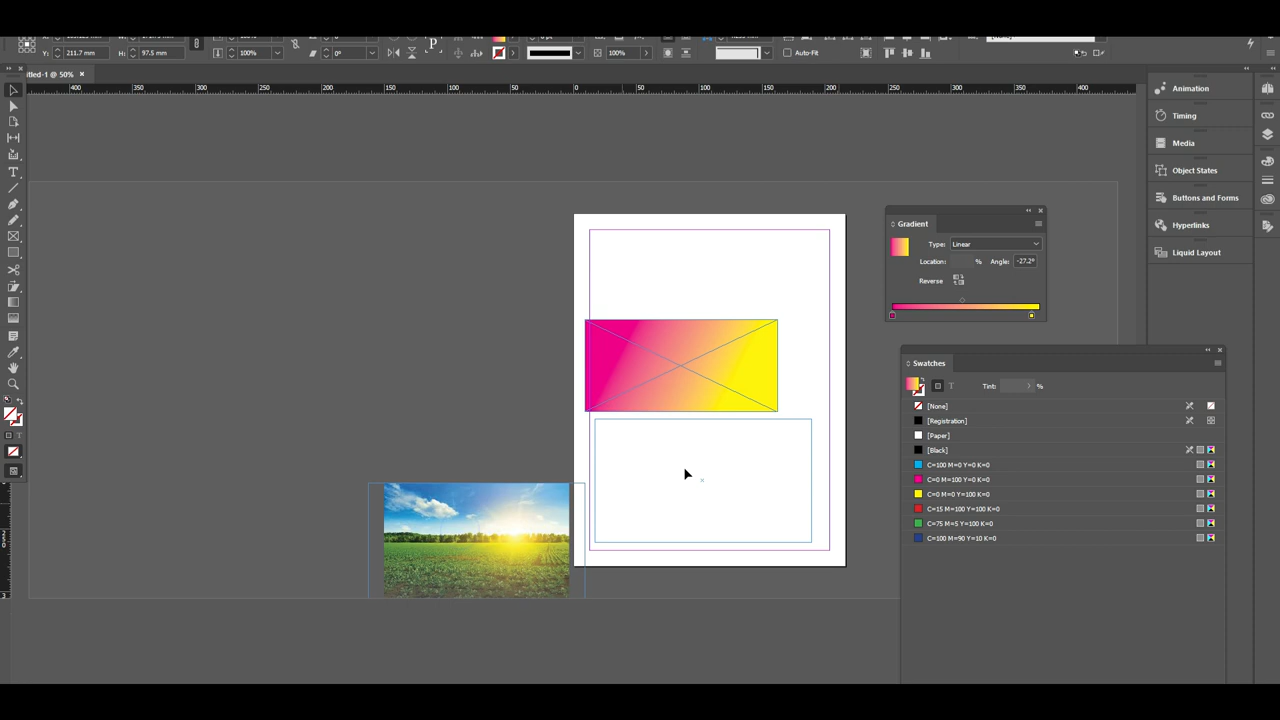 Y: 211.7 mm H: 97.5 mm 100% 0° P 100% Auto-Fit
itled-1 @ 50% ×
400 350 300 250 200 150 100 50 0 50 100 150 200 250 300 350 400
Animation
Timing
Media
Object States
Buttons and Forms
Hyperlinks
Liquid Layout
Gradient
Type: Linear
Location: % Angle: -27.2°
Reverse
Swatches
T Tint: %
[None]
[Registration]
[Paper]
[Black]
C=100 M=0 Y=0 K=0
C=0 M=100 Y=0 K=0
C=0 M=0 Y=100 K=0
C=15 M=100 Y=100 K=0
C=75 M=5 Y=100 K=0
C=100 M=90 Y=10 K=0